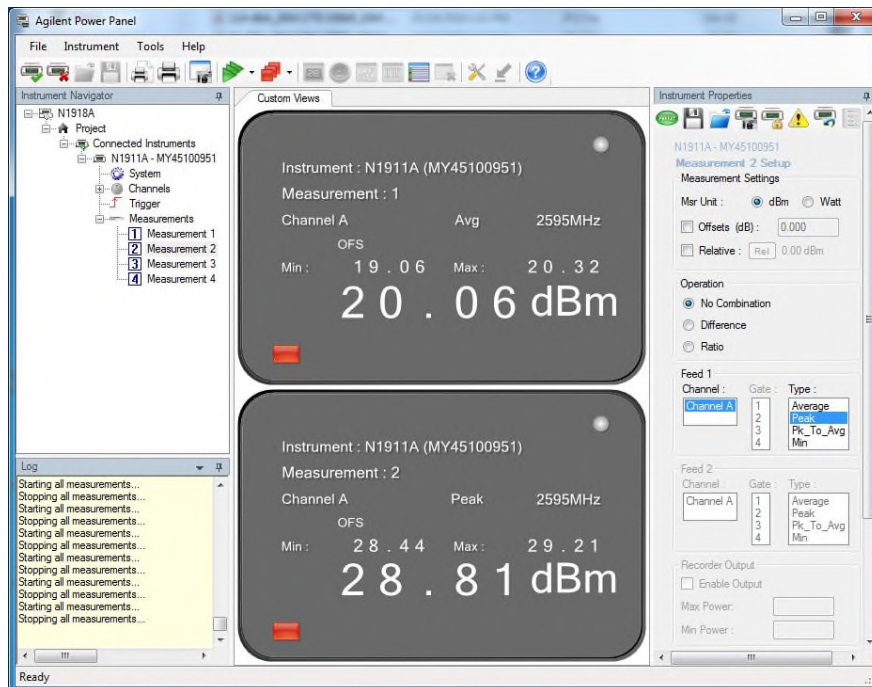 Agilent Power Panel
File Instrument Tools Help
Instrument Navigator
N1918A
Project
Connected Instruments
N1911A - MY45100951
System
Channels
Trigger
Measurements
1 Measurement 1
2 Measurement 2
3 Measurement 3
4 Measurement 4
Log
Starting all measurements...
Stopping all measurements...
Starting all measurements...
Stopping all measurements...
Starting all measurements...
Stopping all measurements...
Starting all measurements...
Stopping all measurements...
Starting all measurements...
Stopping all measurements...
Starting all measurements...
Stopping all measurements...
Custom Views
Instrument : N1911A (MY45100951)
Measurement : 1
Channel A Avg 2595MHz
OFS
Min : 19.06 Max : 20.32
20.06 dBm
Instrument : N1911A (MY45100951)
Measurement : 2
Channel A Peak 2595MHz
OFS
Min : 28.44 Max : 29.21
28.81 dBm
Instrument Properties
N1911A - MY45100951
Measurement 2 Setup
Measurement Settings
Msr Unit : dBm Watt
Offsets (dB) : 0.000
Relative : Rel 0.00 dBm
Operation
No Combination
Difference
Ratio
Feed 1
Channel : Gate : Type :
Channel A 1 Average
2 Peak
3 Pk_To_Avg
4 Min
Feed 2
Channel : Gate : Type :
Channel A 1 Average
2 Peak
3 Pk_To_Avg
4 Min
Recorder Output
Enable Output
Max Power:
Min Power :
Ready